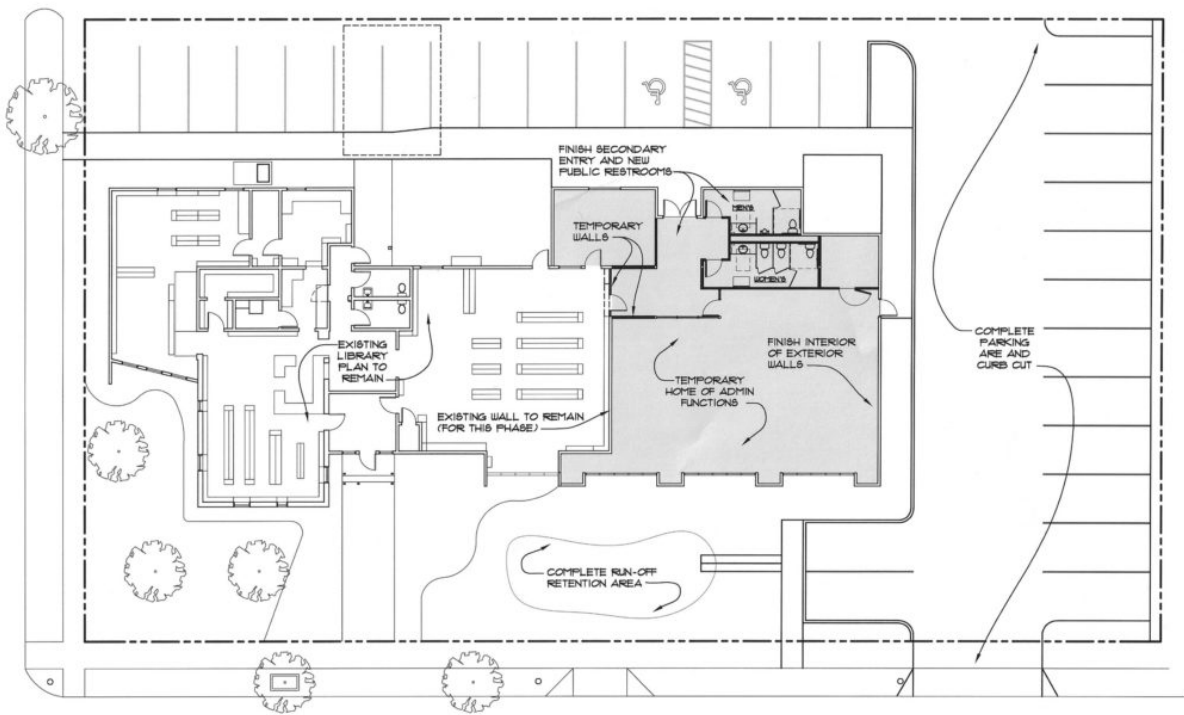 FINISH SECONDARY
ENTRY AND NEW
PUBLIC RESTROOMS
MEN'S
TEMPORARY
WALLS
WOMEN'S
EXISTING
LIBRARY
PLAN TO
REMAIN
FINISH INTERIOR
OF EXTERIOR
WALLS
COMPLETE
PARKING
ARE AND
CURB CUT
TEMPORARY
HOME OF ADMIN
FUNCTIONS
EXISTING WALL TO REMAIN
(FOR THIS PHASE)
COMPLETE RUN-OFF
RETENTION AREA